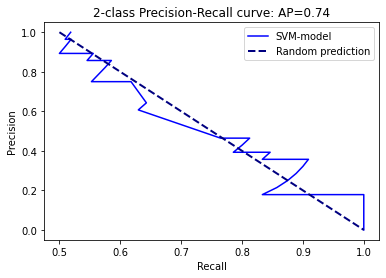 2-class Precision-Recall curve: AP=0.74
SVM-model
Random prediction
Precision
1.0
0.8
0.6
0.4
0.2
0.0
0.5 0.6 0.7 0.8 0.9 1.0
Recall